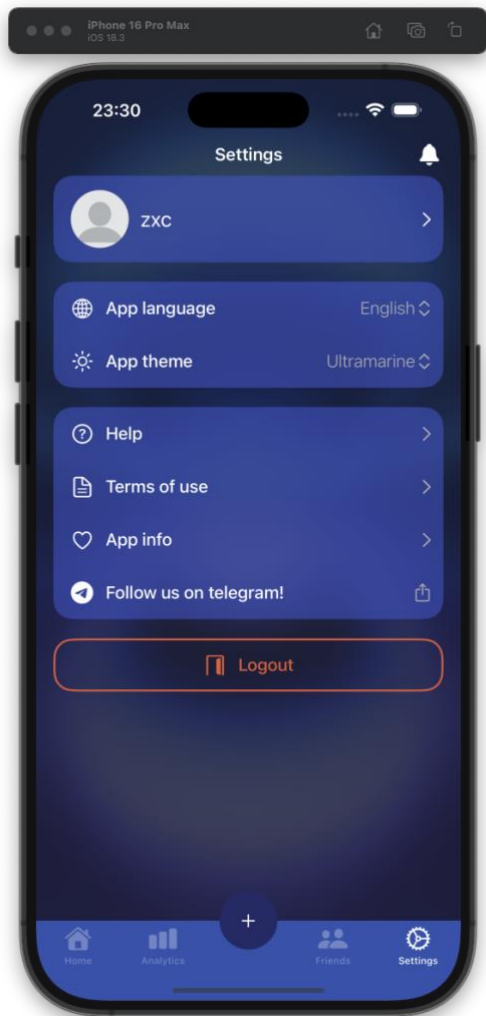 iPhone 16 Pro Max
iOS 18.3
23:30
Settings
zxc
App language English
App theme Ultramarine
Help
Terms of use
App info
Follow us on telegram!
Logout
+
Home Analytics Friends Settings